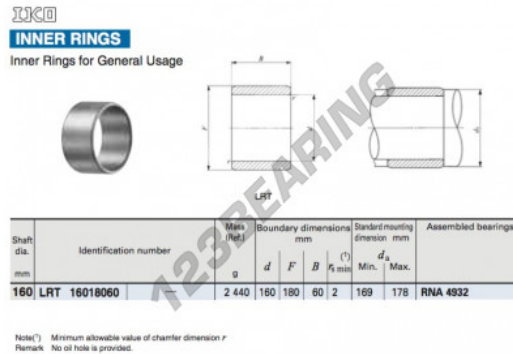 IKO
INNER RINGS
Inner Rings for General Usage
B
r
r
F
d
da
LRT
123BEARING
Shaft dia. mm
Identification number
Mass (Ref.) g
Boundary dimensions mm
d F B rs min (1)
Standard mounting dimension mm
da
Min. Max.
Assembled bearings
160 LRT 16018060 — 2 440 160 180 60 2 169 178 RNA 4932
Note(1) Minimum allowable value of chamfer dimension r
Remark No oil hole is provided.